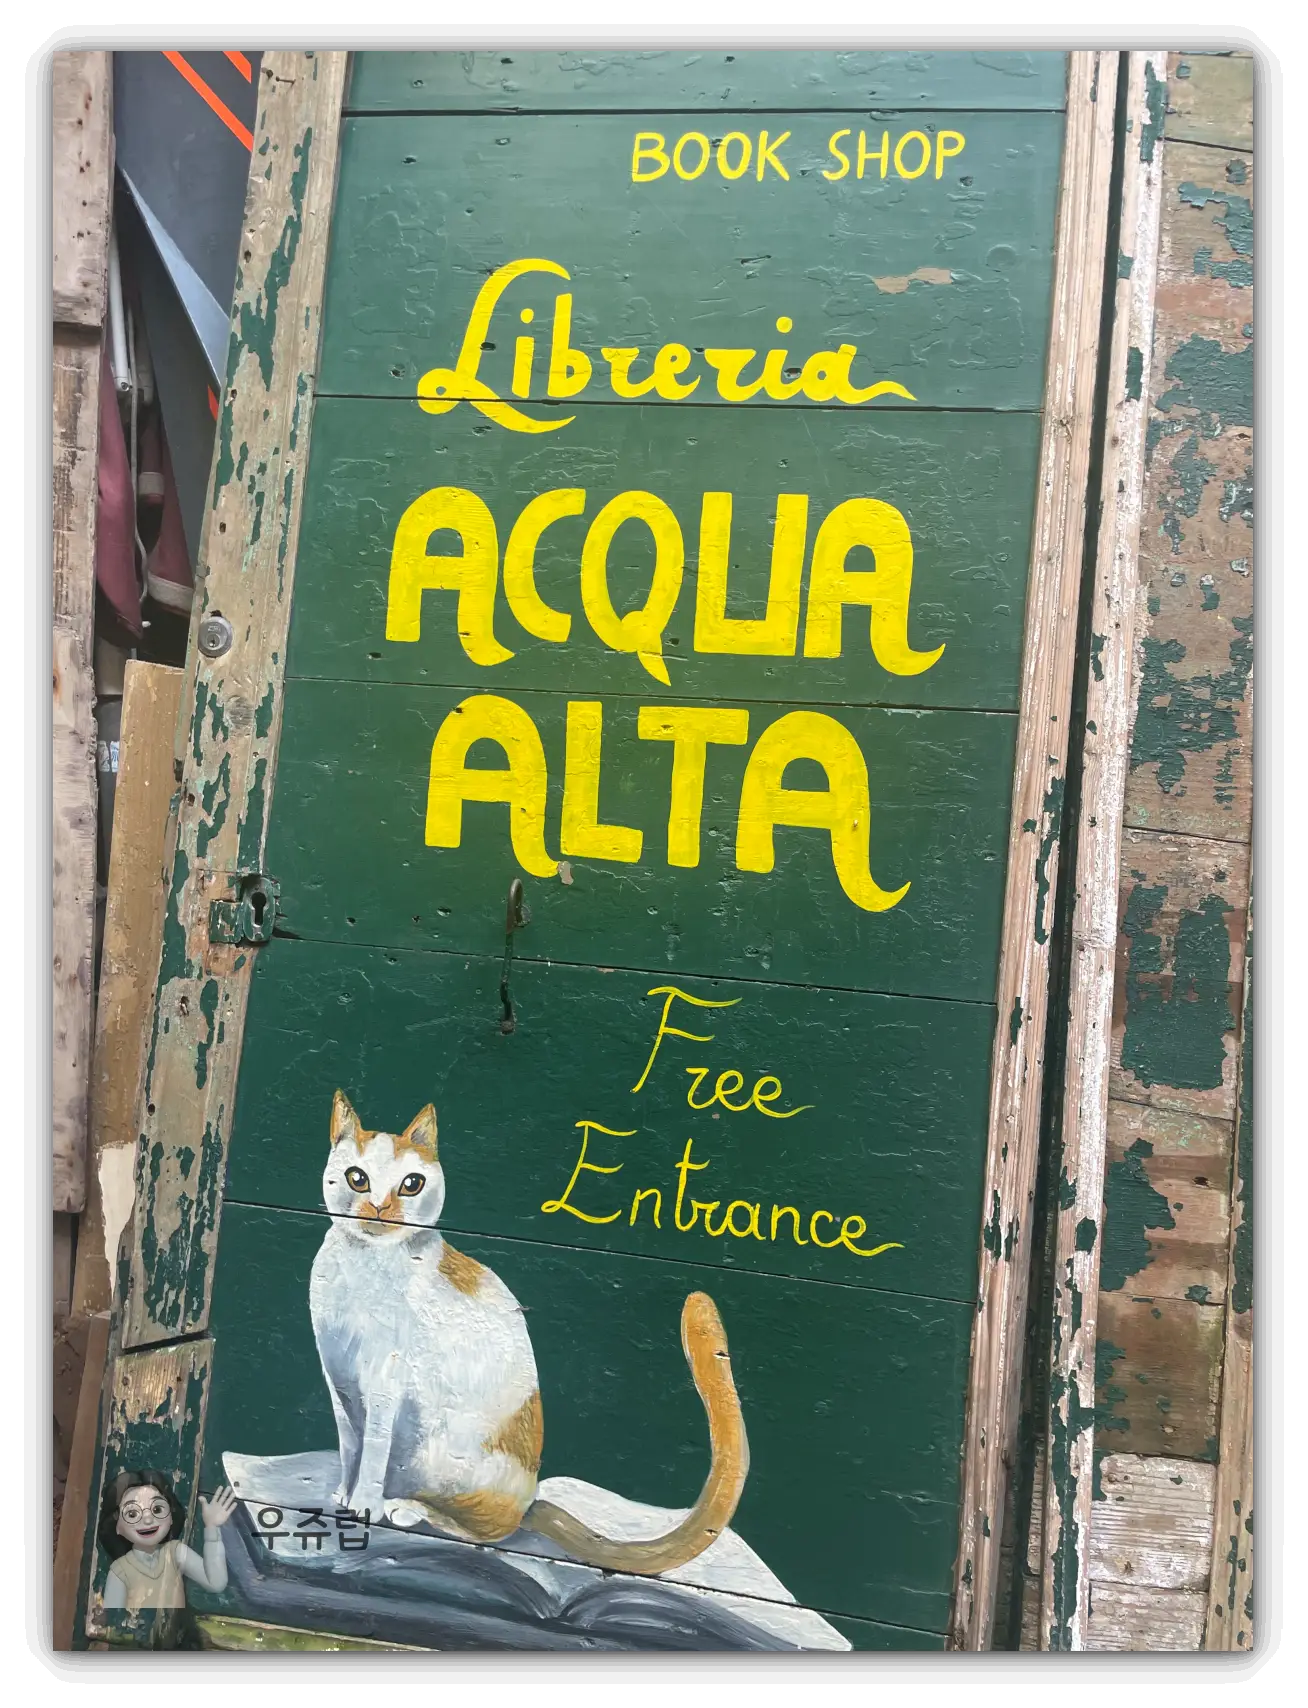 BOOK SHOP
Libreria
ACQUA
ALTA
Free
Entrance
우쥬럽